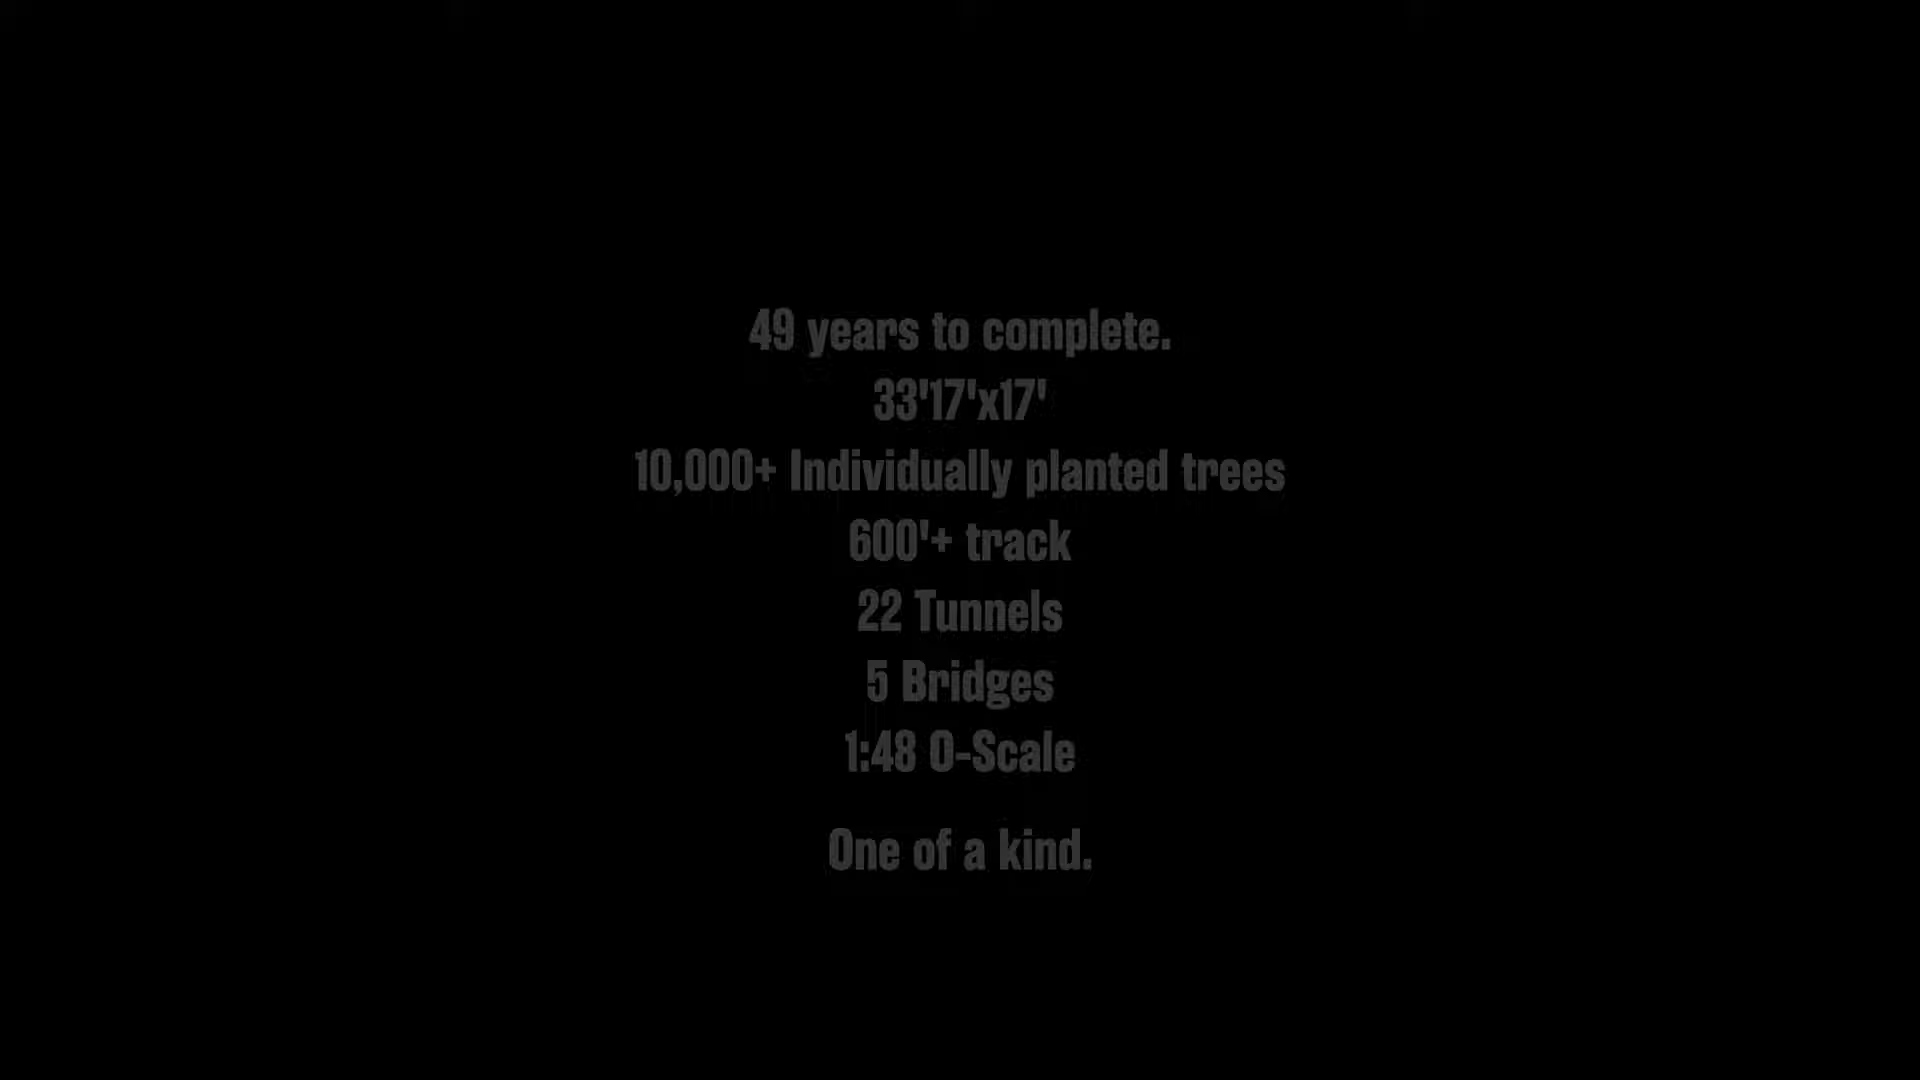 49 years to complete.
33'17'x17'
10,000+ Individually planted trees
600'+ track
22 Tunnels
5 Bridges
1:48 O-Scale
One of a kind.